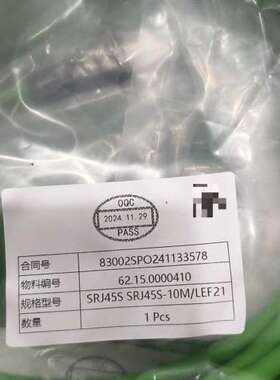 OQC
2024.11.29
PASS
合同号 83002SPO241133578
物料编号 62.15.0000410
规格型号 SRJ45S SRJ45S-10M/LEF21
数量 1 Pcs